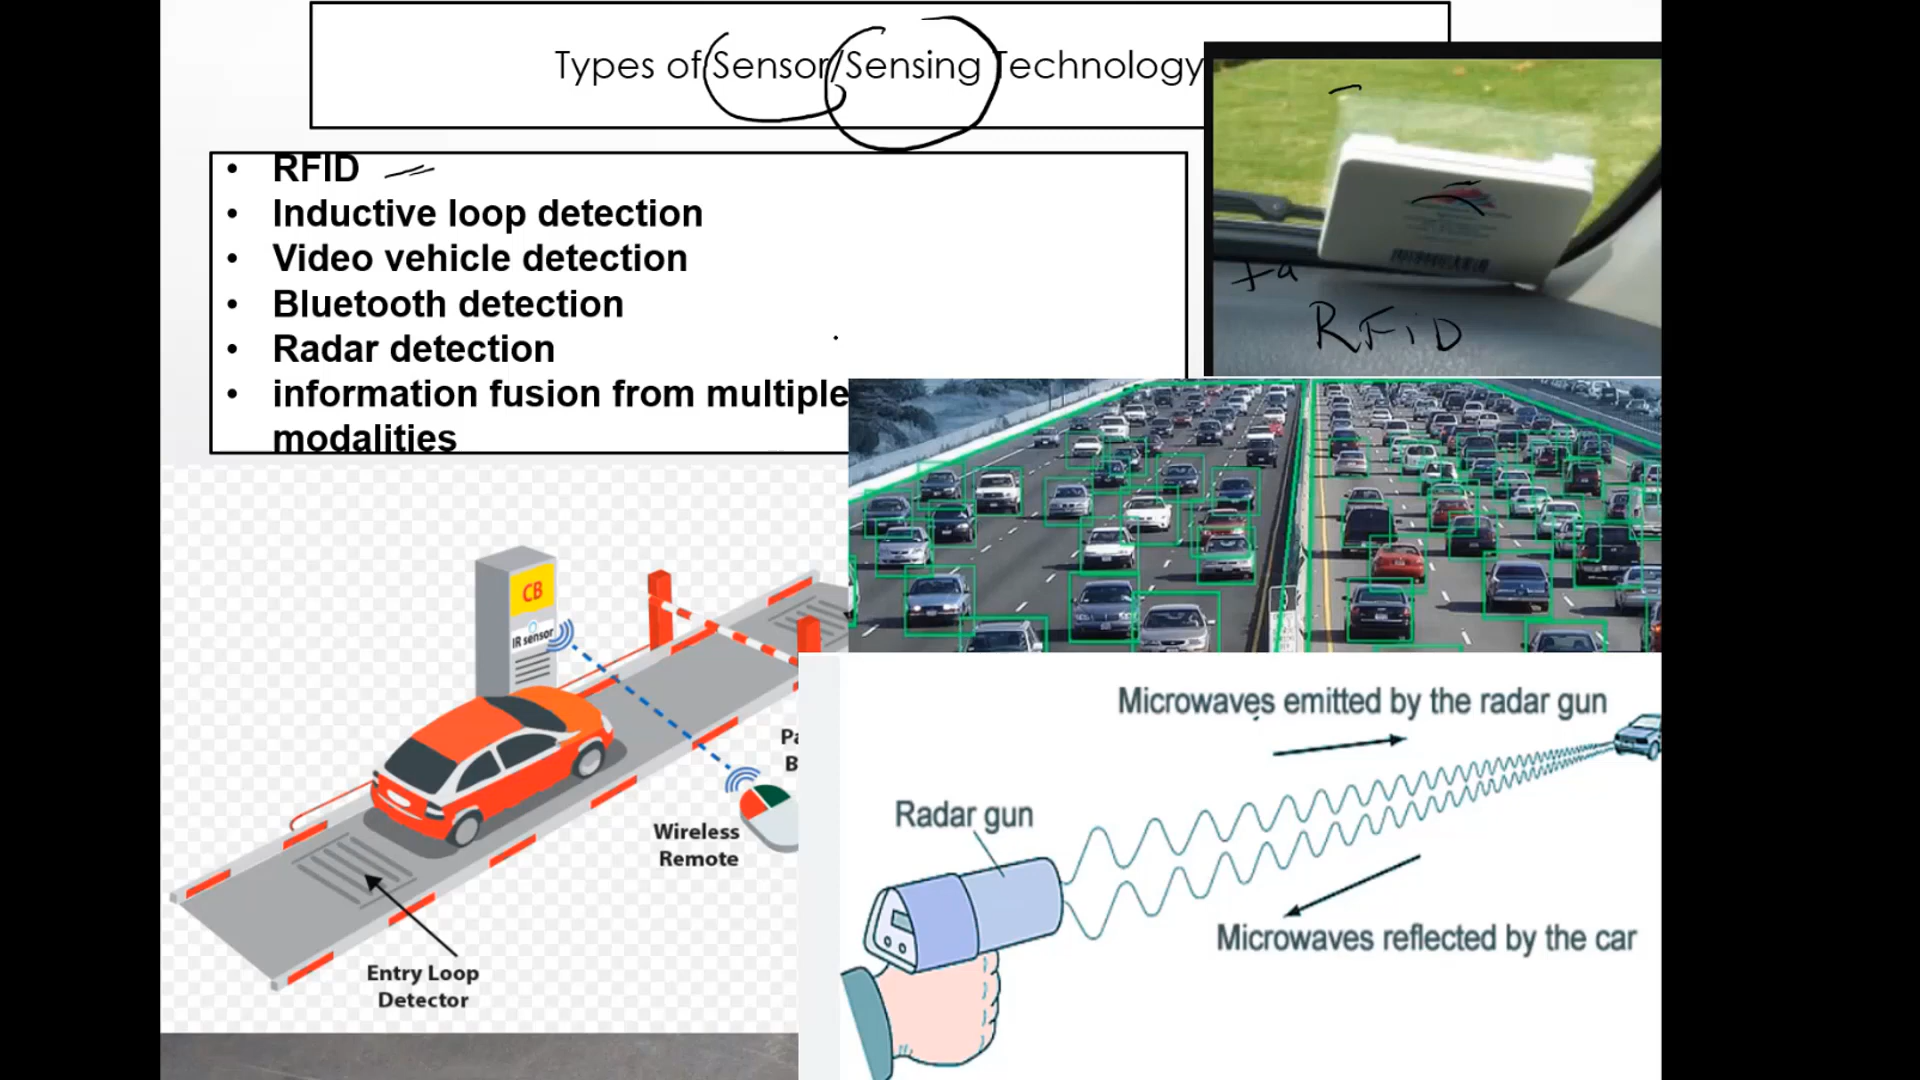 Types of Sensor/Sensing Technology
• RFID
• Inductive loop detection
• Video vehicle detection
• Bluetooth detection
• Radar detection
• information fusion from multiple
modalities
RFiD
CB
IR sensor
Wireless
Remote
Entry Loop
Detector
Microwaves emitted by the radar gun
Radar gun
Microwaves reflected by the car